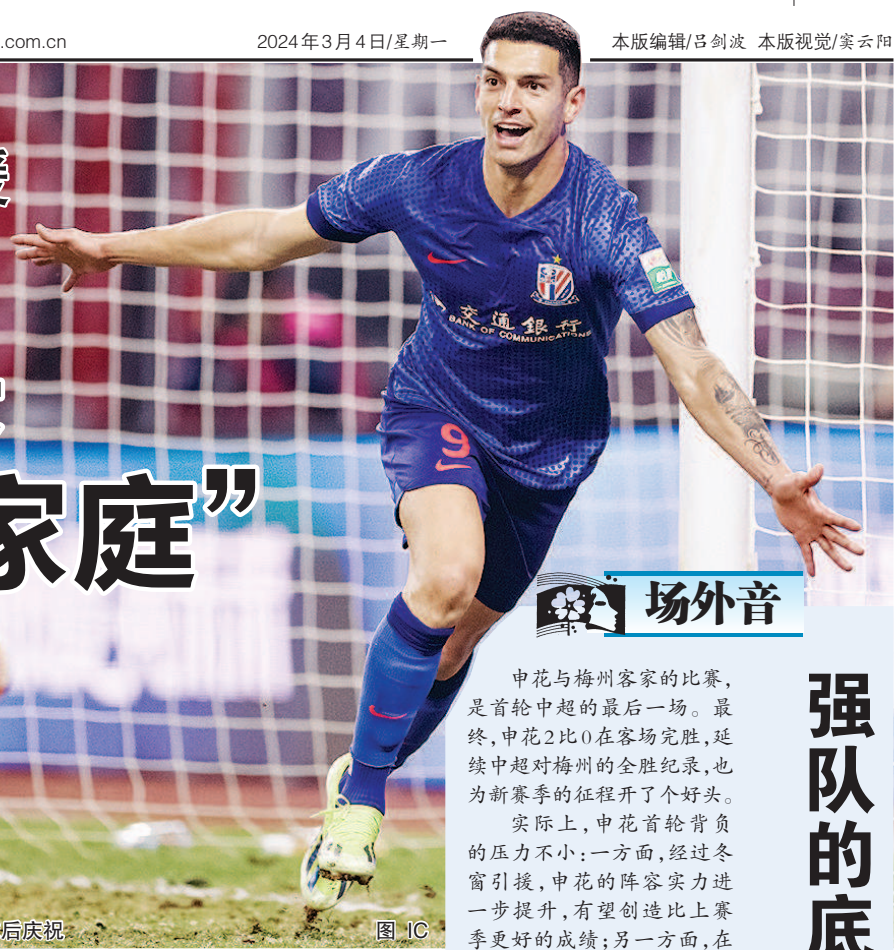 .com.cn
2024年3月4日/星期一
本版编辑/吕剑波 本版视觉/窦云阳
交通銀行
BANK OF COMMUNICATIONS
9
家庭”
场外音
申花与梅州客家的比赛，
是首轮中超的最后一场。最
终，申花2比0在客场完胜，延
续中超对梅州的全胜纪录，也
为新赛季的征程开了个好头。
实际上，申花首轮背负
的压力不小：一方面，经过冬
窗引援，申花的阵容实力进
一步提升，有望创造比上赛
季更好的成绩；另一方面，在
强队的底
后庆祝
图 IC